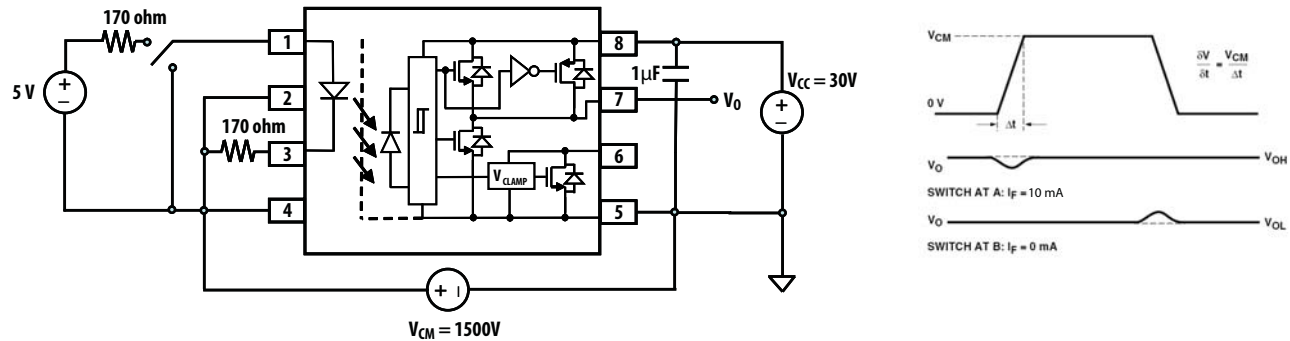 170 ohm
5 V
+
–
1
2
170 ohm
3
4
V_CLAMP
8
7
6
5
1μF
V_O
V_CC = 30V
+
–
+ –
V_CM = 1500V
V_CM
0 V
Δt
δV/δt = V_CM/Δt
V_O
V_OH
SWITCH AT A: I_F = 10 mA
V_O
V_OL
SWITCH AT B: I_F = 0 mA